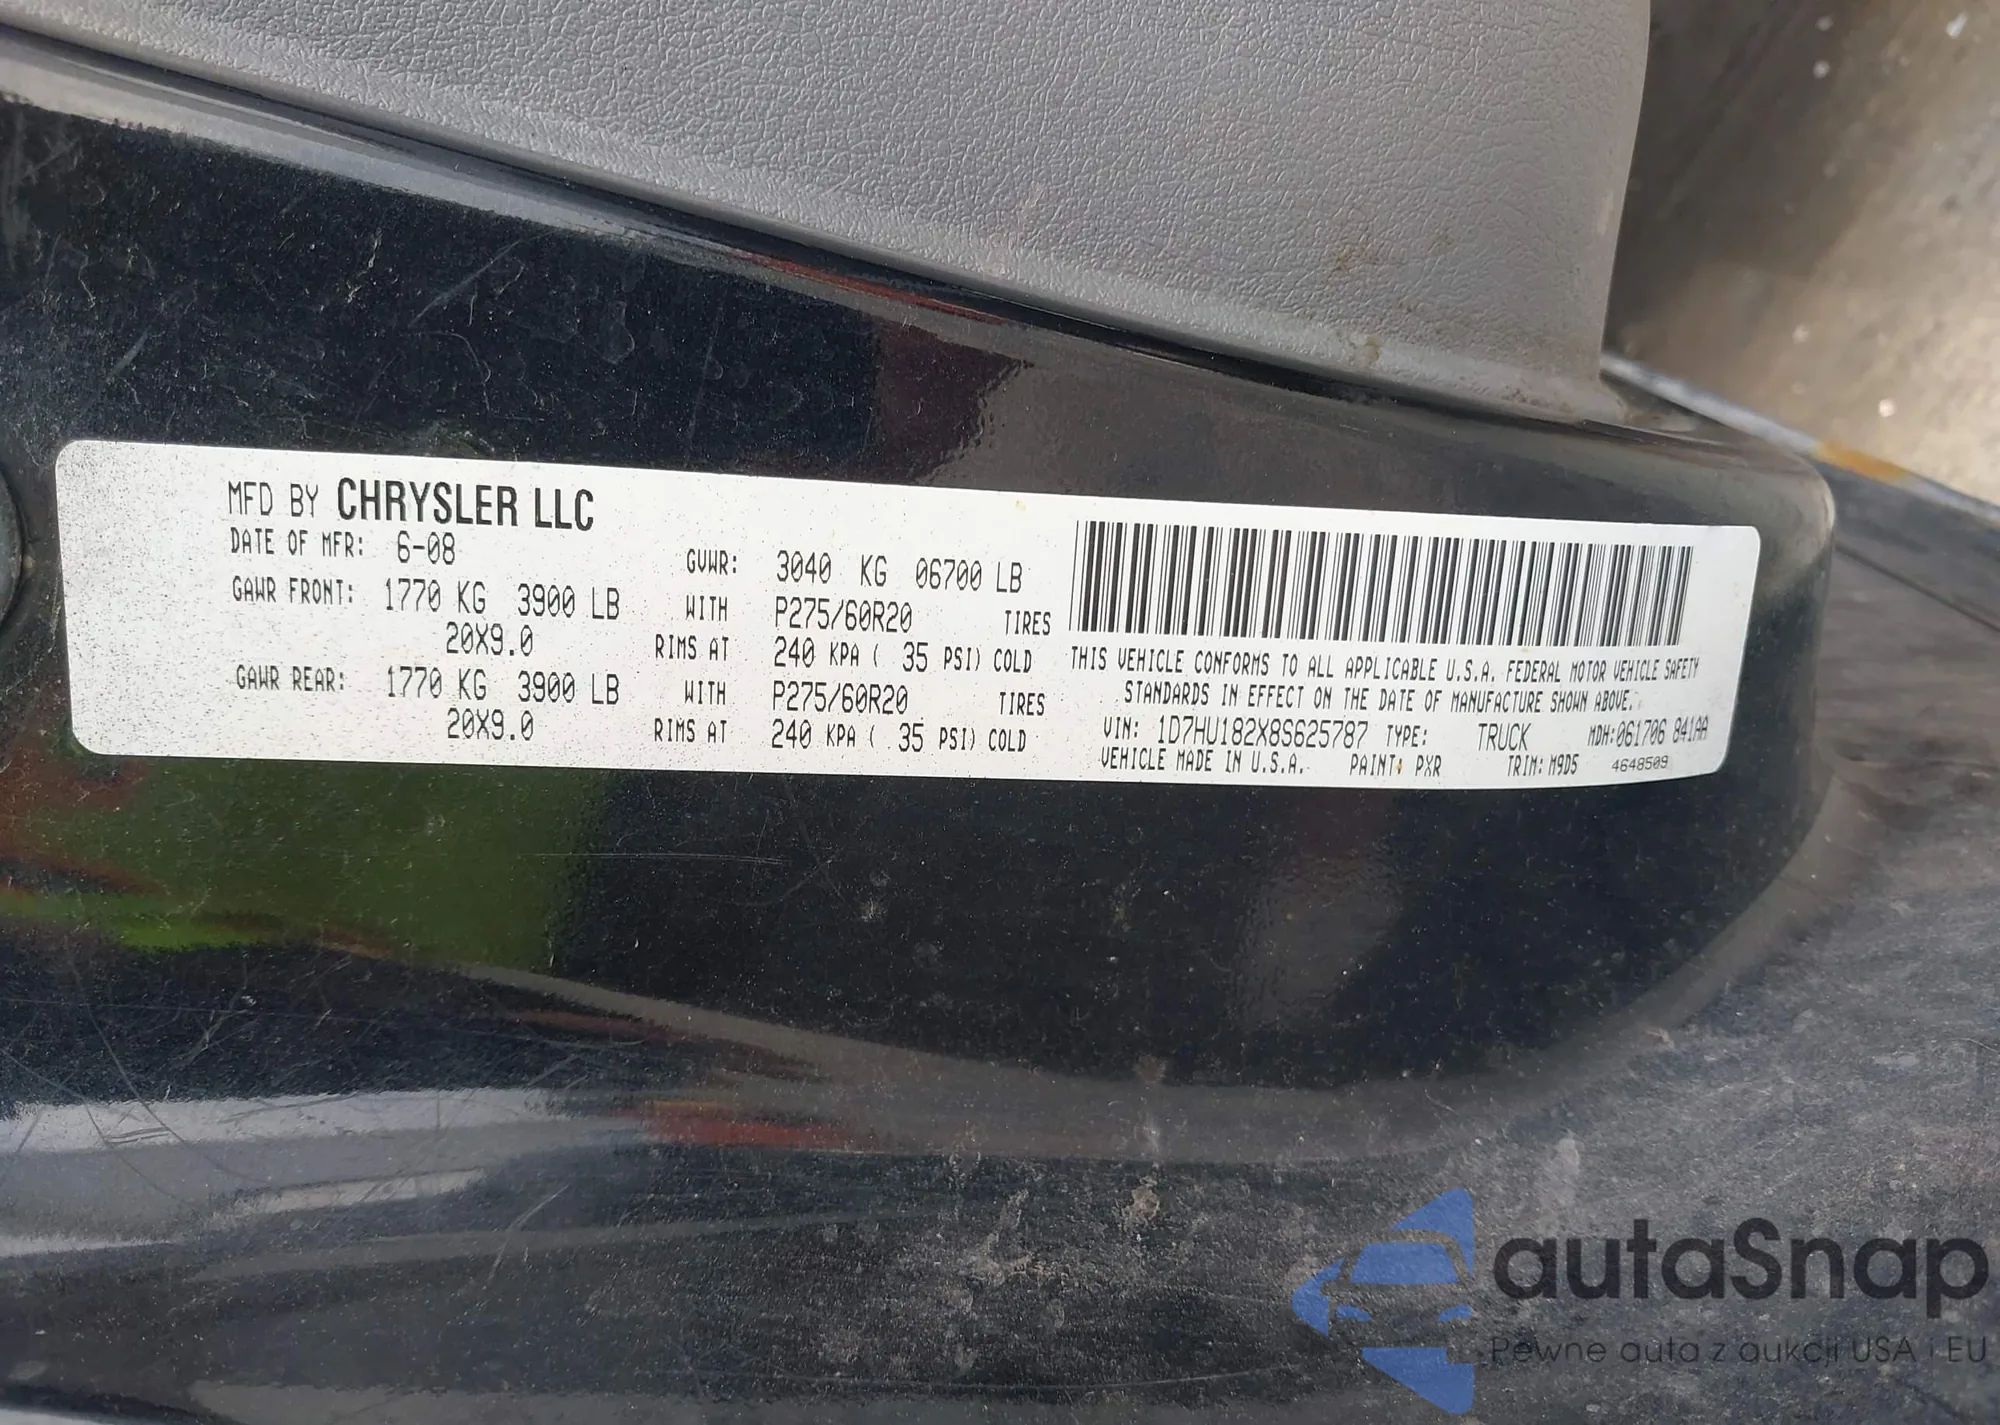 MFD BY CHRYSLER LLC
DATE OF MFR: 6-08 GVWR: 3040 KG 06700 LB
GAWR FRONT: 1770 KG 3900 LB WITH P275/60R20 TIRES
20X9.0 RIMS AT 240 KPA ( 35 PSI) COLD
GAWR REAR: 1770 KG 3900 LB WITH P275/60R20 TIRES
20X9.0 RIMS AT 240 KPA ( 35 PSI) COLD
THIS VEHICLE CONFORMS TO ALL APPLICABLE U.S.A. FEDERAL MOTOR VEHICLE SAFETY
STANDARDS IN EFFECT ON THE DATE OF MANUFACTURE SHOWN ABOVE.
VIN: 1D7HU182X8S625787 TYPE: TRUCK MDH:061706 841AA
VEHICLE MADE IN U.S.A. PAINT: PXR TRIM: M9D5 4648509
autaSnap
Pewne auta z aukcji USA i EU